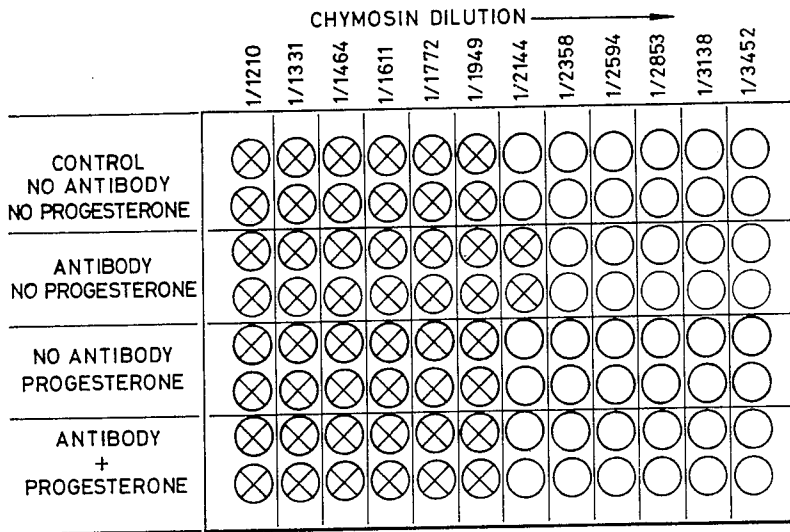 CHYMOSIN DILUTION
1/1210 1/1331 1/1464 1/1611 1/1772 1/1949 1/2144 1/2358 1/2594 1/2853 1/3138 1/3452
CONTROL
NO ANTIBODY
NO PROGESTERONE
ANTIBODY
NO PROGESTERONE
NO ANTIBODY
PROGESTERONE
ANTIBODY
+
PROGESTERONE